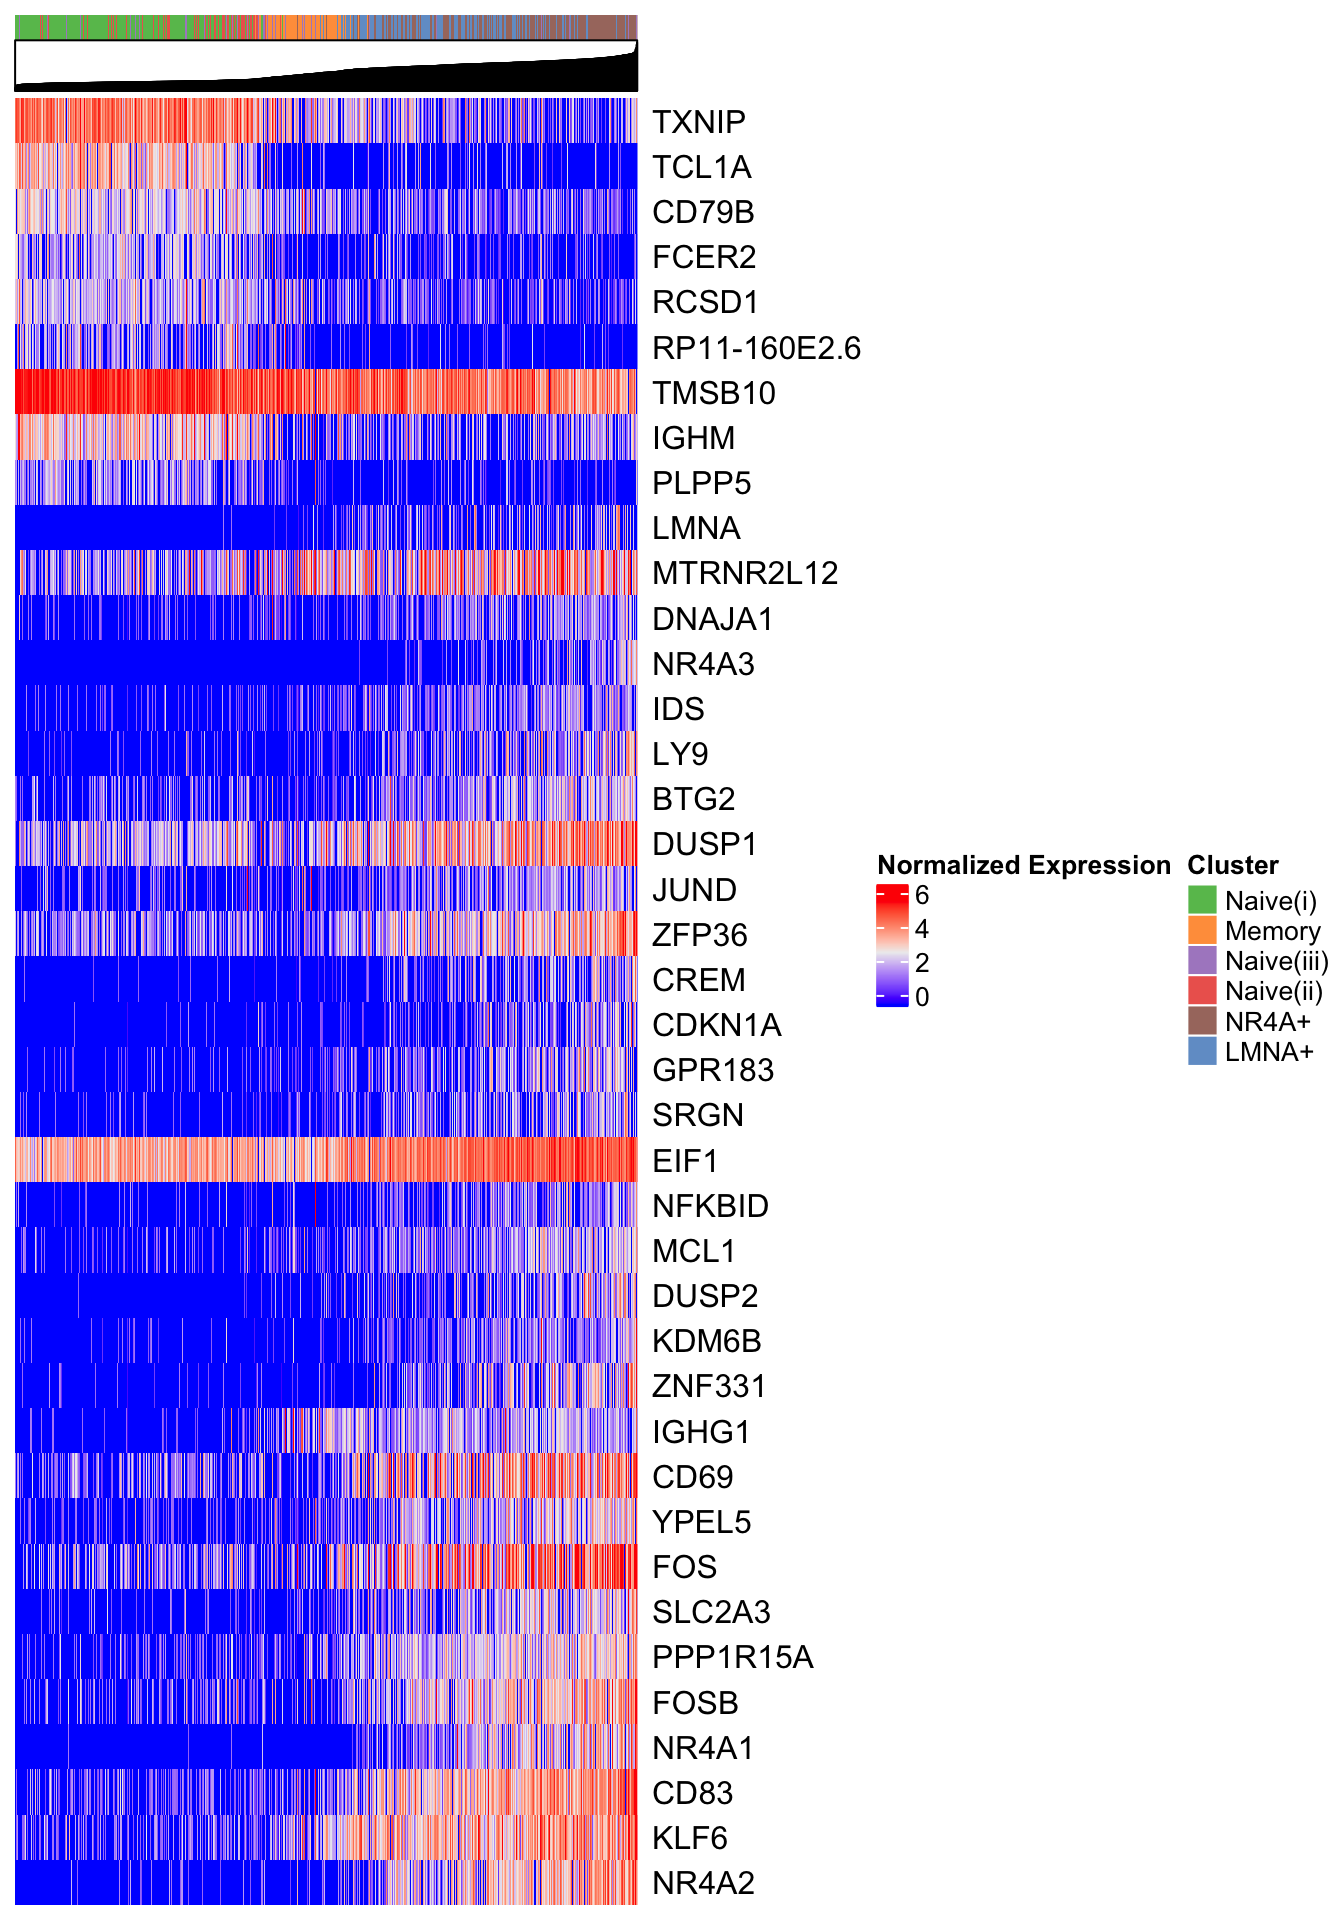 TXNIP
TCL1A
CD79B
FCER2
RCSD1
RP11-160E2.6
TMSB10
IGHM
PLPP5
LMNA
MTRNR2L12
DNAJA1
NR4A3
IDS
LY9
BTG2
DUSP1
JUND
ZFP36
CREM
CDKN1A
GPR183
SRGN
EIF1
NFKBID
MCL1
DUSP2
KDM6B
ZNF331
IGHG1
CD69
YPEL5
FOS
SLC2A3
PPP1R15A
FOSB
NR4A1
CD83
KLF6
NR4A2
Normalized Expression
6
4
2
0
Cluster
Naive(i)
Memory
Naive(iii)
Naive(ii)
NR4A+
LMNA+